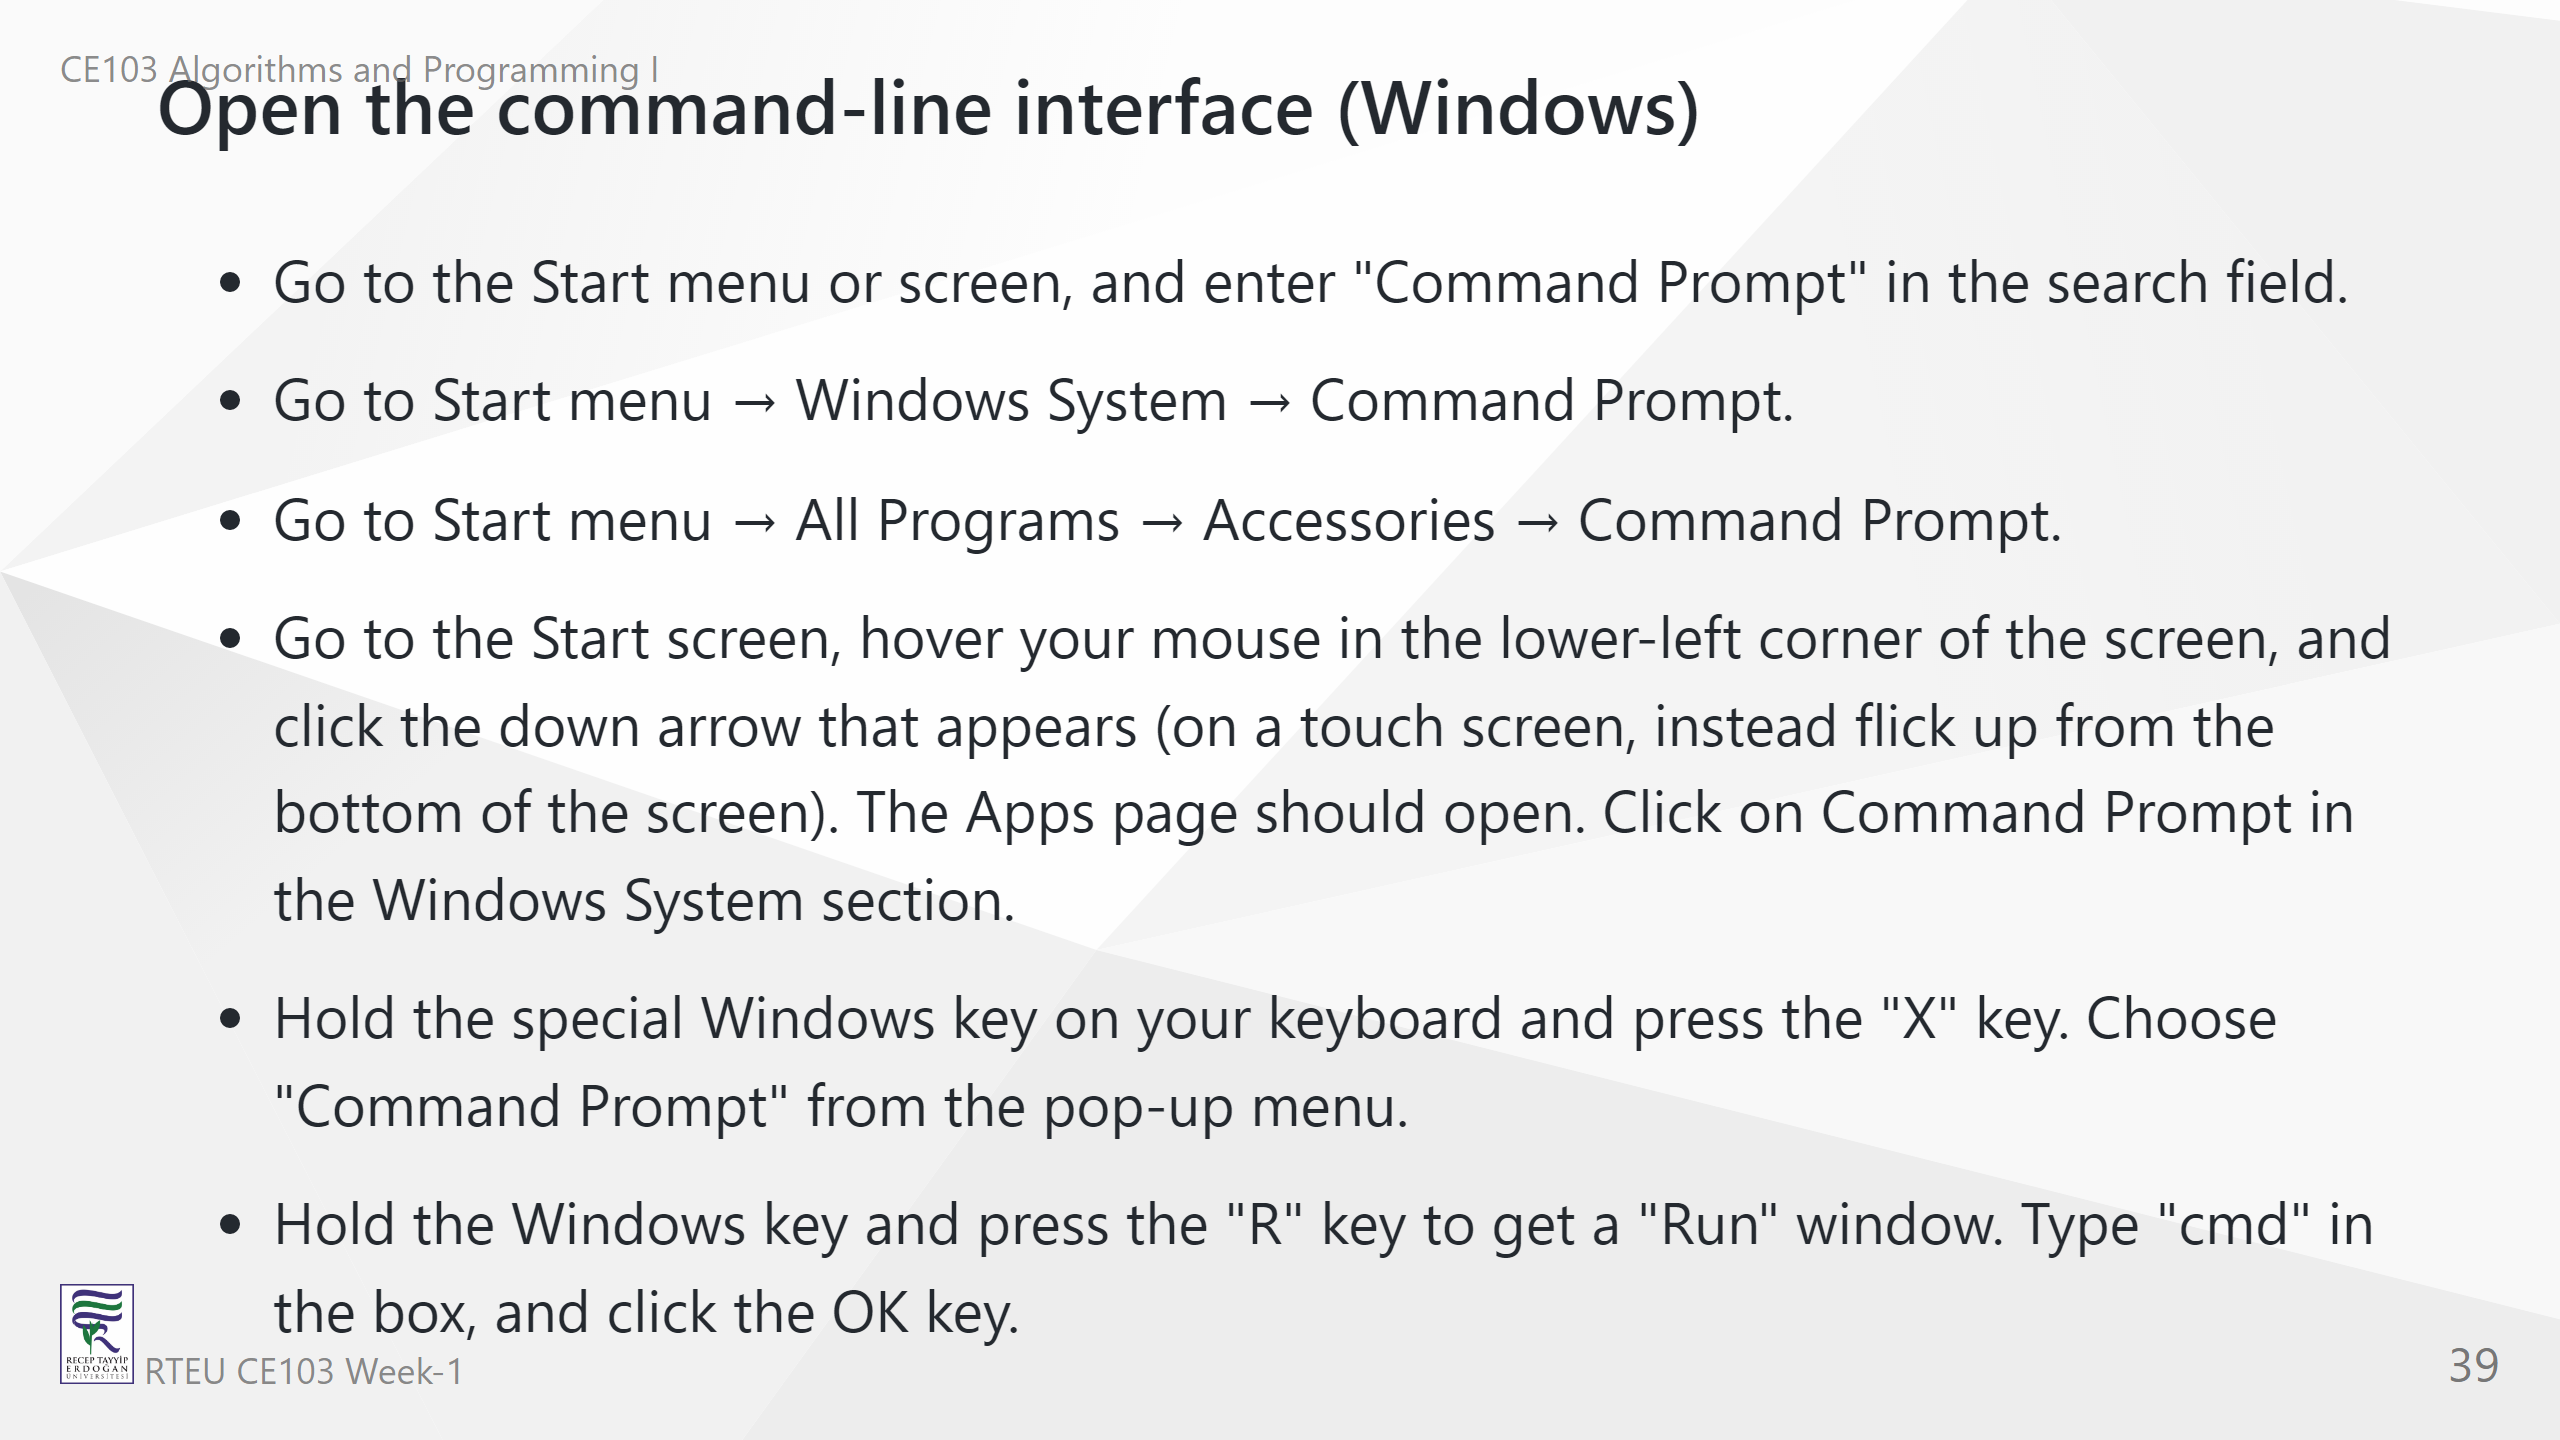 CE103 Algorithms and Programming I
Open the command-line interface (Windows)
• Go to the Start menu or screen, and enter "Command Prompt" in the search field.
• Go to Start menu → Windows System → Command Prompt.
• Go to Start menu → All Programs → Accessories → Command Prompt.
• Go to the Start screen, hover your mouse in the lower-left corner of the screen, and
click the down arrow that appears (on a touch screen, instead flick up from the
bottom of the screen). The Apps page should open. Click on Command Prompt in
the Windows System section.
• Hold the special Windows key on your keyboard and press the "X" key. Choose
"Command Prompt" from the pop-up menu.
• Hold the Windows key and press the "R" key to get a "Run" window. Type "cmd" in
the box, and click the OK key.
RECEP TAYYİP
ERDOĞAN
ÜNİVERSİTESİ
RTEU CE103 Week-1
39